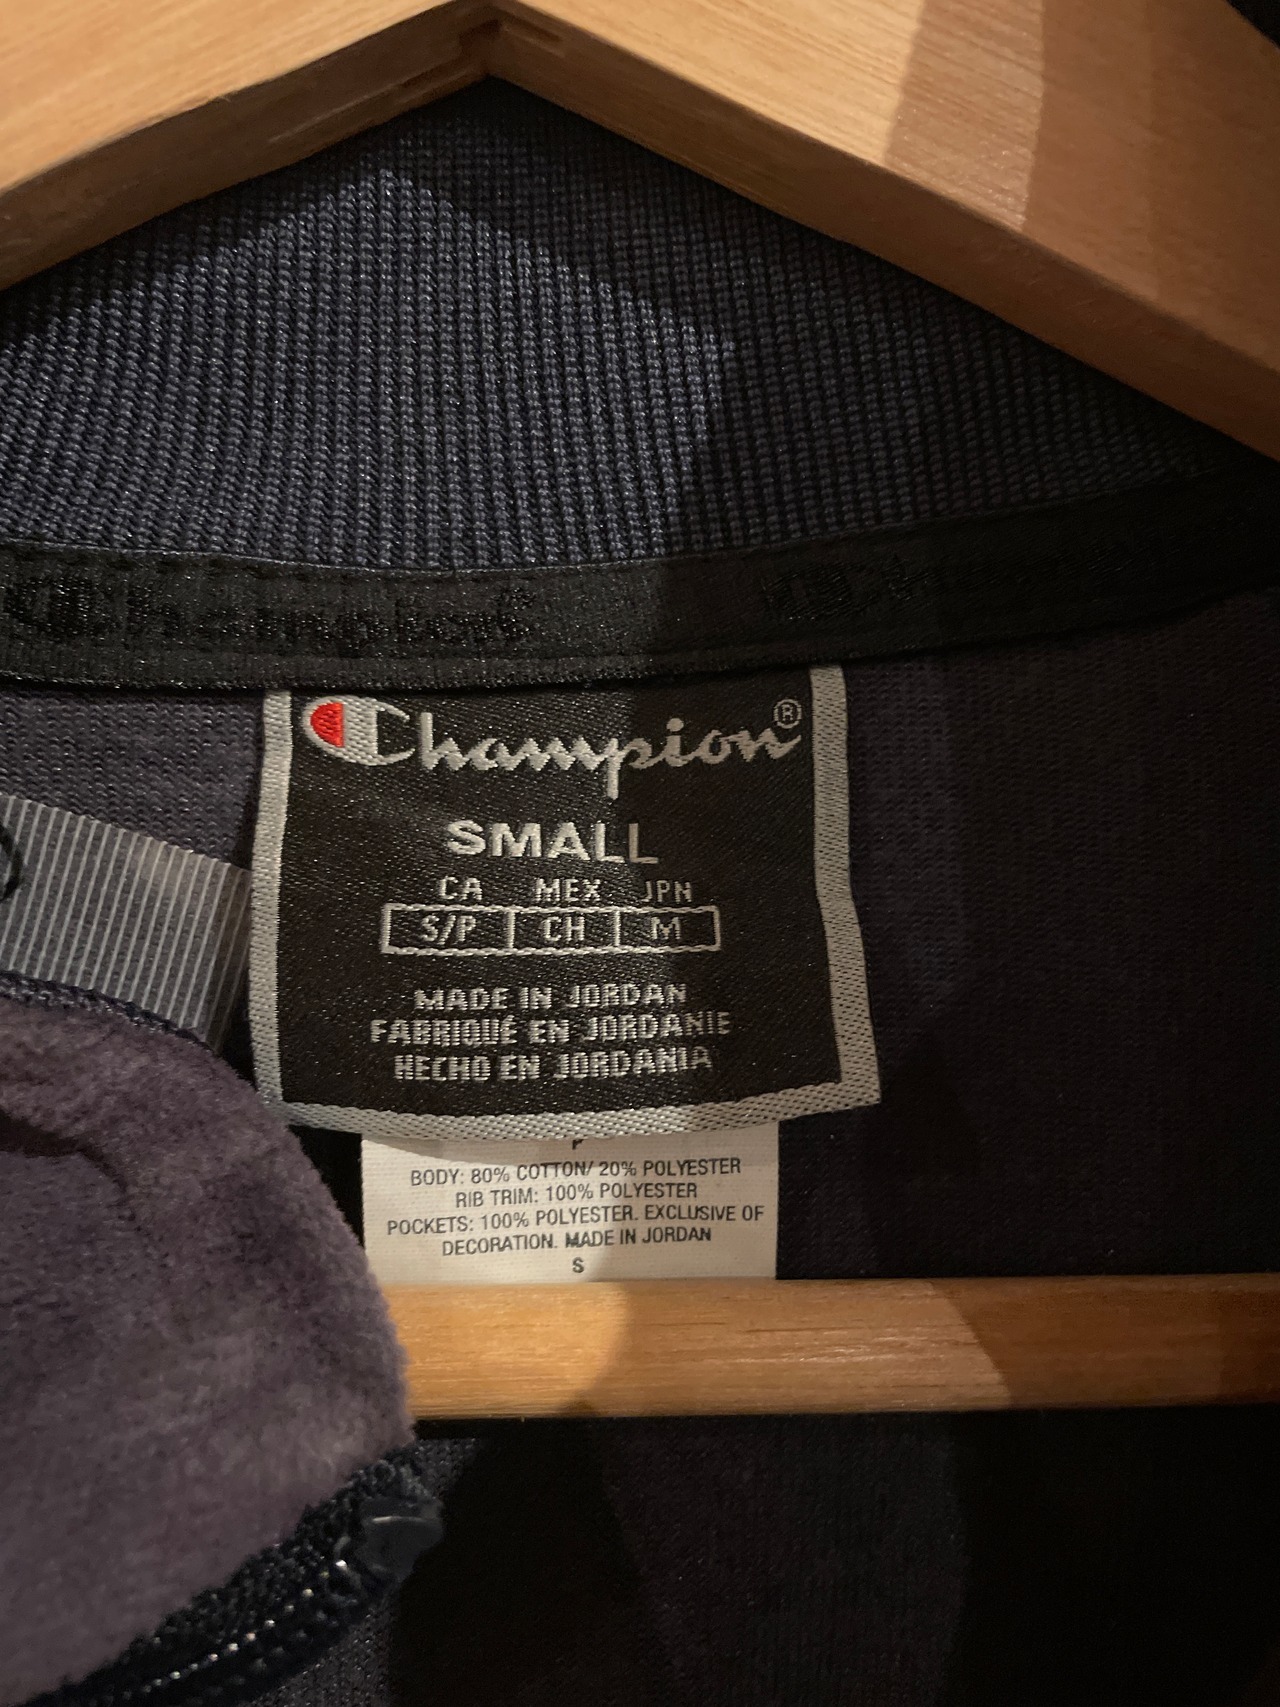 Champion
Champion®
SMALL
CA MEX JPN
S/P CH M
MADE IN JORDAN
FABRIQUÉ EN JORDANIE
HECHO EN JORDANIA
BODY: 80% COTTON/ 20% POLYESTER
RIB TRIM: 100% POLYESTER
POCKETS: 100% POLYESTER. EXCLUSIVE OF
DECORATION. MADE IN JORDAN
S